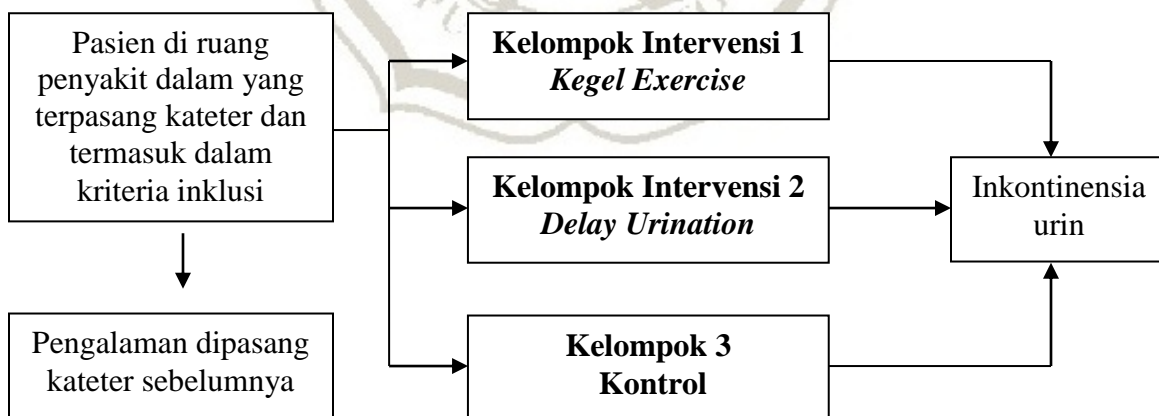 Pasien di ruang
penyakit dalam yang
terpasang kateter dan
termasuk dalam
kriteria inklusi
Pengalaman dipasang
kateter sebelumnya
Kelompok Intervensi 1
Kegel Exercise
Kelompok Intervensi 2
Delay Urination
Kelompok 3
Kontrol
Inkontinensia
urin